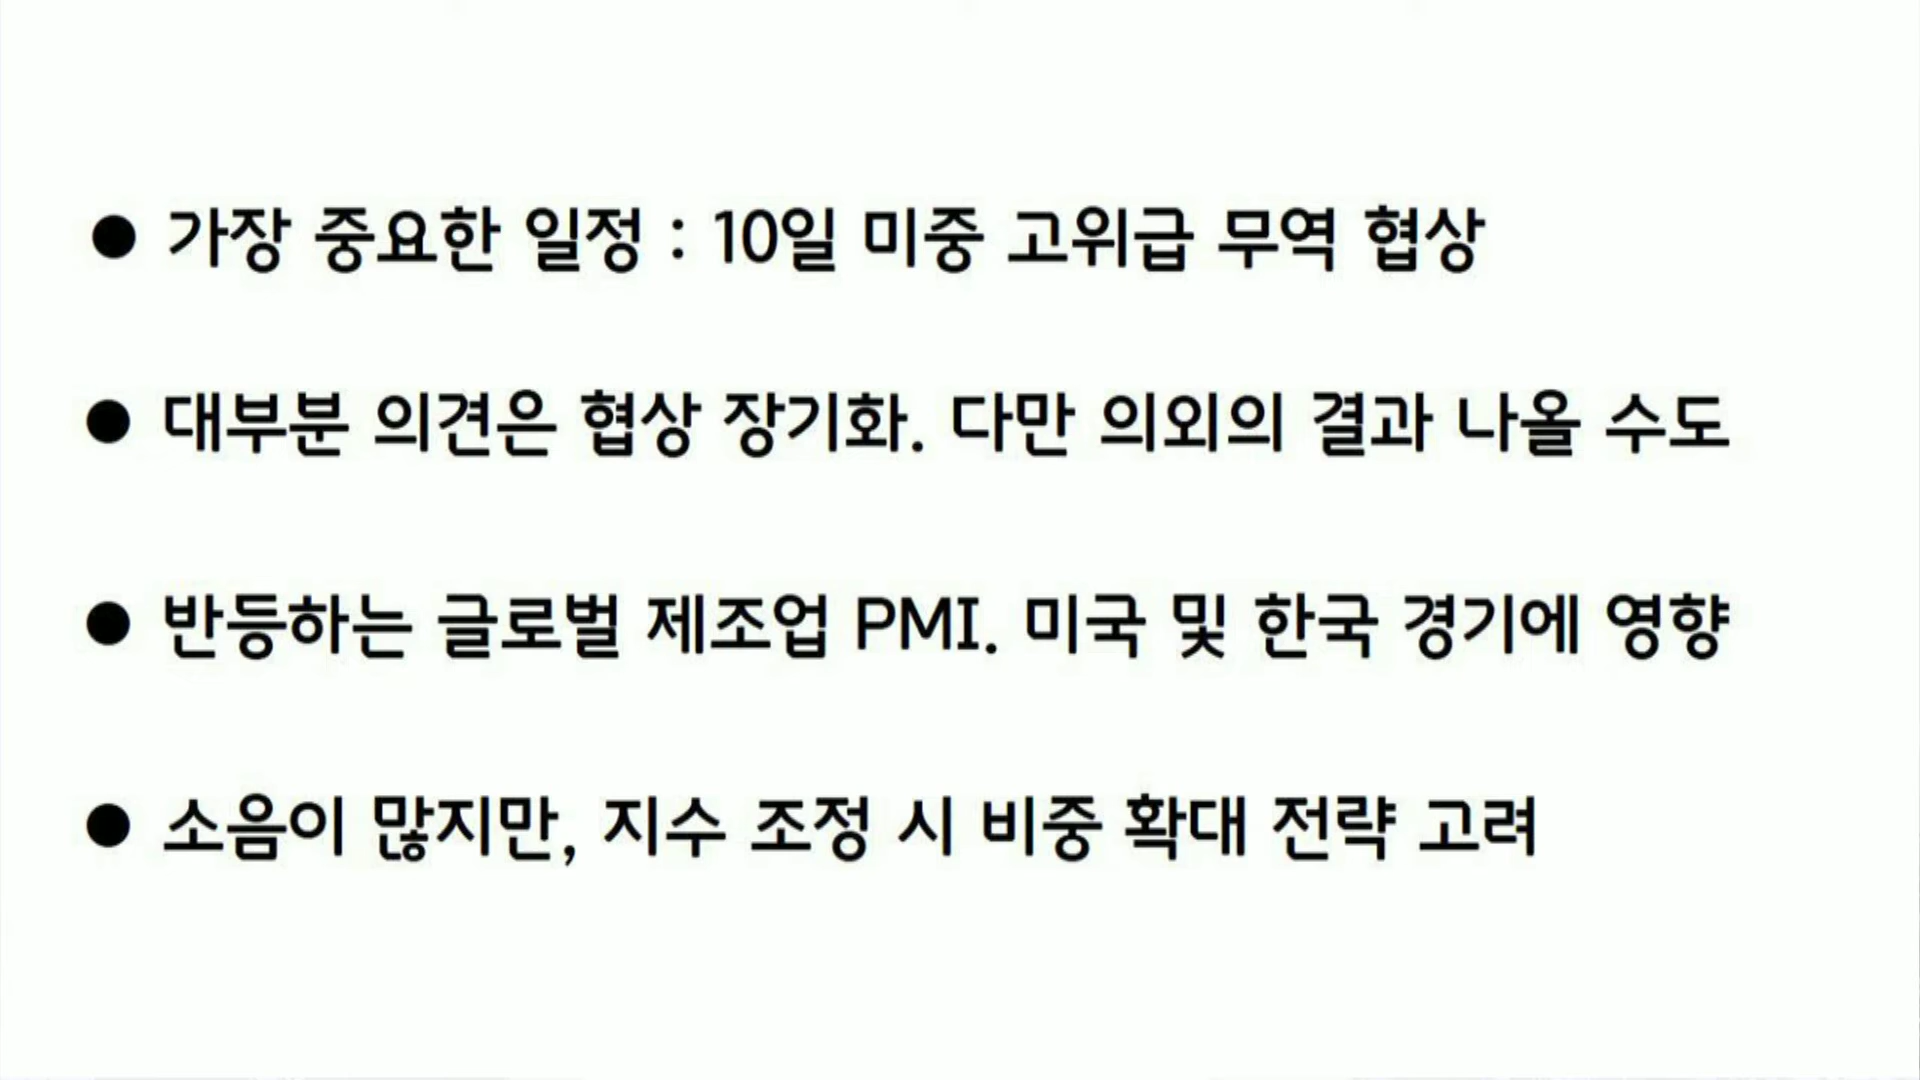 ● 가장 중요한 일정 : 10일 미중 고위급 무역 협상
● 대부분 의견은 협상 장기화. 다만 의외의 결과 나올 수도
● 반등하는 글로벌 제조업 PMI. 미국 및 한국 경기에 영향
● 소음이 많지만, 지수 조정 시 비중 확대 전략 고려